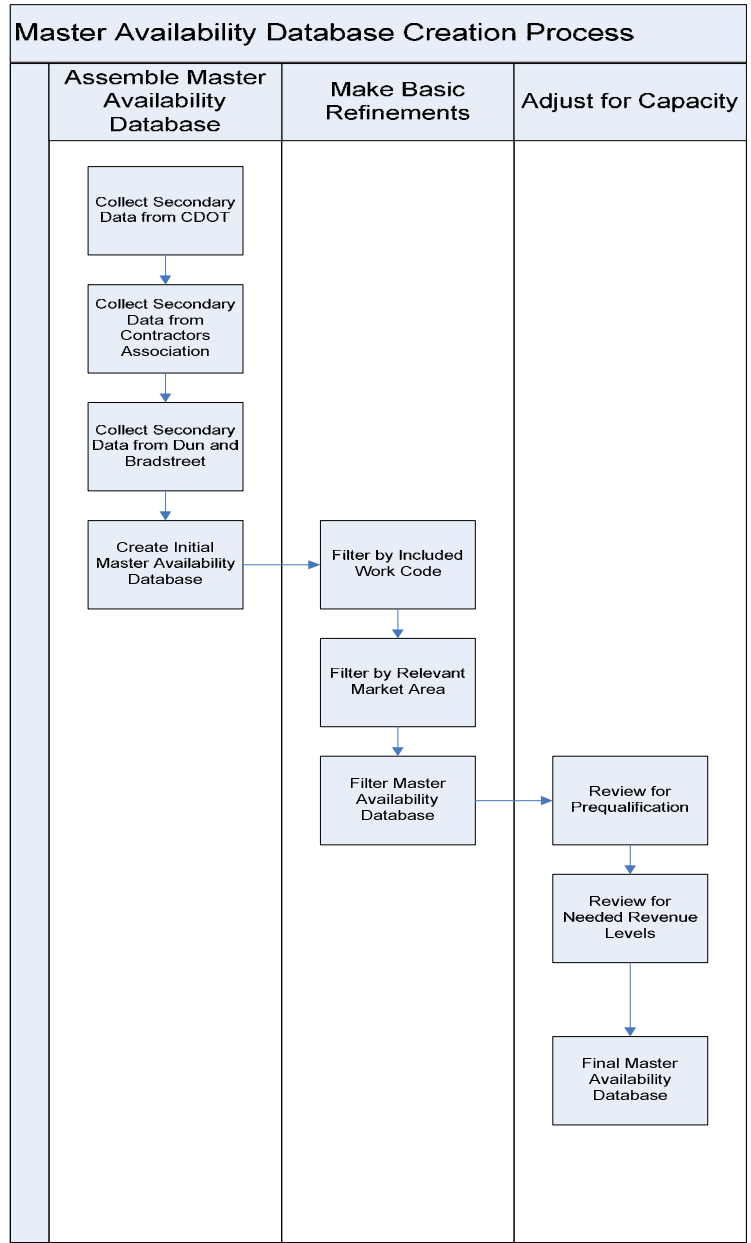 Master Availability Database Creation Process
Assemble Master
Availability
Database
Make Basic
Refinements
Adjust for Capacity
Collect Secondary
Data from CDOT
Collect Secondary
Data from
Contractors
Association
Collect Secondary
Data from Dun and
Bradstreet
Create Initial
Master Availability
Database
Filter by Included
Work Code
Filter by Relevant
Market Area
Filter Master
Availability
Database
Review for
Prequalification
Review for
Needed Revenue
Levels
Final Master
Availability
Database